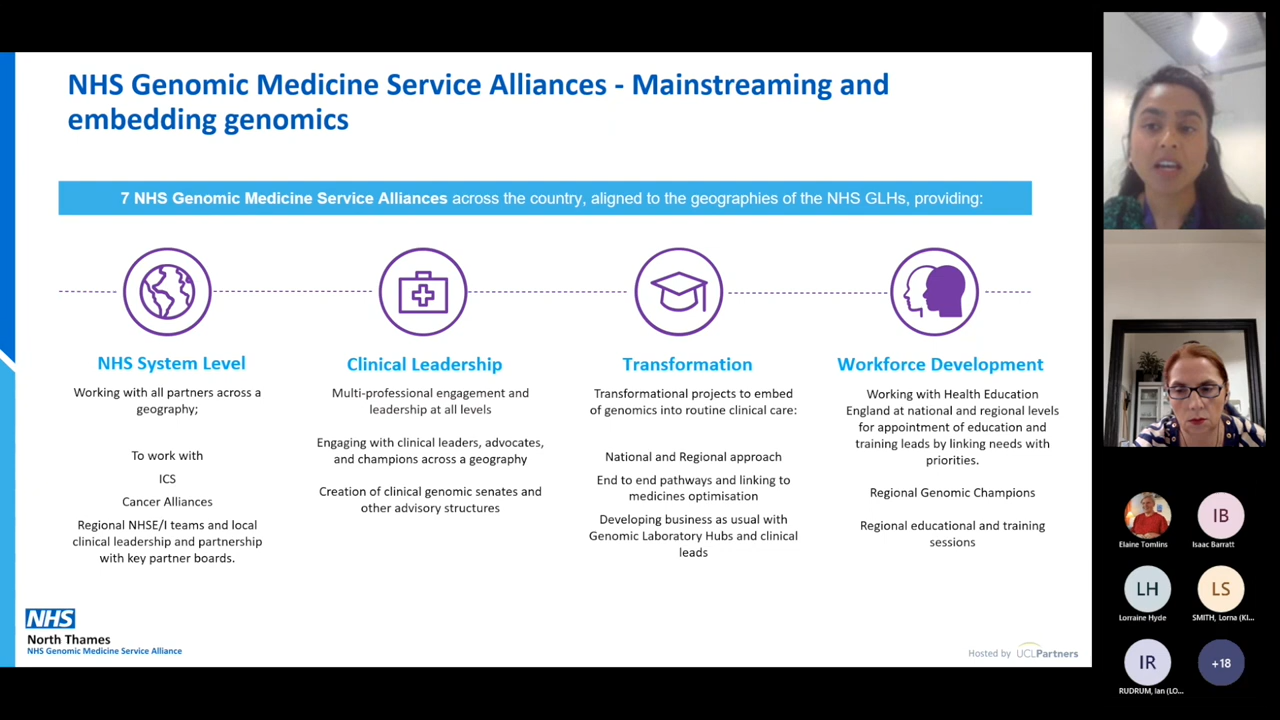 NHS Genomic Medicine Service Alliances - Mainstreaming and
embedding genomics
7 NHS Genomic Medicine Service Alliances across the country, aligned to the geographies of the NHS GLHs, providing:
NHS System Level
Working with all partners across a
geography;
To work with
ICS
Cancer Alliances
Regional NHSE/I teams and local
clinical leadership and partnership
with key partner boards.
Clinical Leadership
Multi-professional engagement and
leadership at all levels
Engaging with clinical leaders, advocates,
and champions across a geography
Creation of clinical genomic senates and
other advisory structures
Transformation
Transformational projects to embed
of genomics into routine clinical care:
National and Regional approach
End to end pathways and linking to
medicines optimisation
Developing business as usual with
Genomic Laboratory Hubs and clinical
leads
Workforce Development
Working with Health Education
England at national and regional levels
for appointment of education and
training leads by linking needs with
priorities.
Regional Genomic Champions
Regional educational and training
sessions
NHS
North Thames
NHS Genomic Medicine Service Alliance
Hosted by UCLPartners
Elaine Tomlins
IB
Isaac Barratt
LH
Lorraine Hyde
LS
SMITH, Lorna (KI...
IR
RUDRUM, Ian (LO...
+18